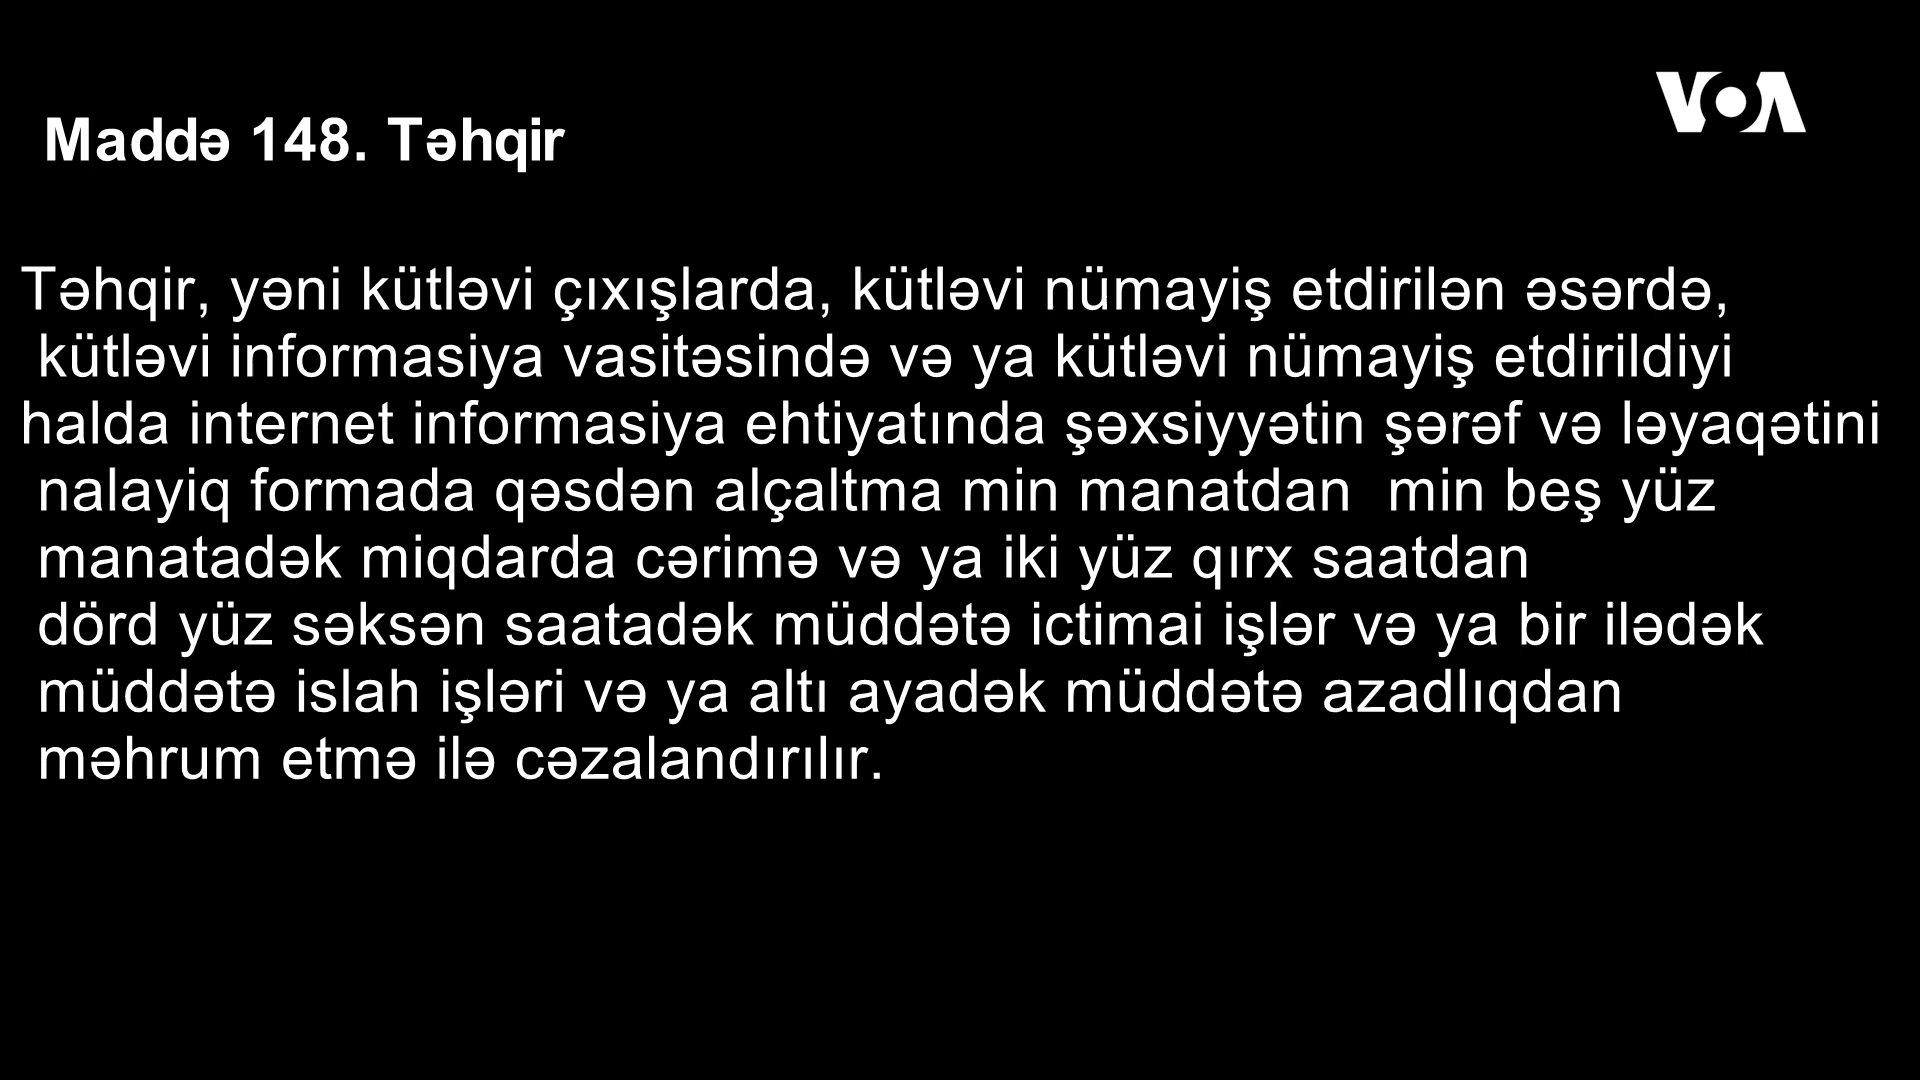 VOA
Maddə 148. Təhqir
Təhqir, yəni kütləvi çıxışlarda, kütləvi nümayiş etdirilən əsərdə,
kütləvi informasiya vasitəsində və ya kütləvi nümayiş etdirildiyi
halda internet informasiya ehtiyatında şəxsiyyətin şərəf və ləyaqətini
nalayiq formada qəsdən alçaltma min manatdan  min beş yüz
manatadək miqdarda cərimə və ya iki yüz qırx saatdan
dörd yüz səksən saatadək müddətə ictimai işlər və ya bir ilədək
müddətə islah işləri və ya altı ayadək müddətə azadlıqdan
məhrum etmə ilə cəzalandırılır.